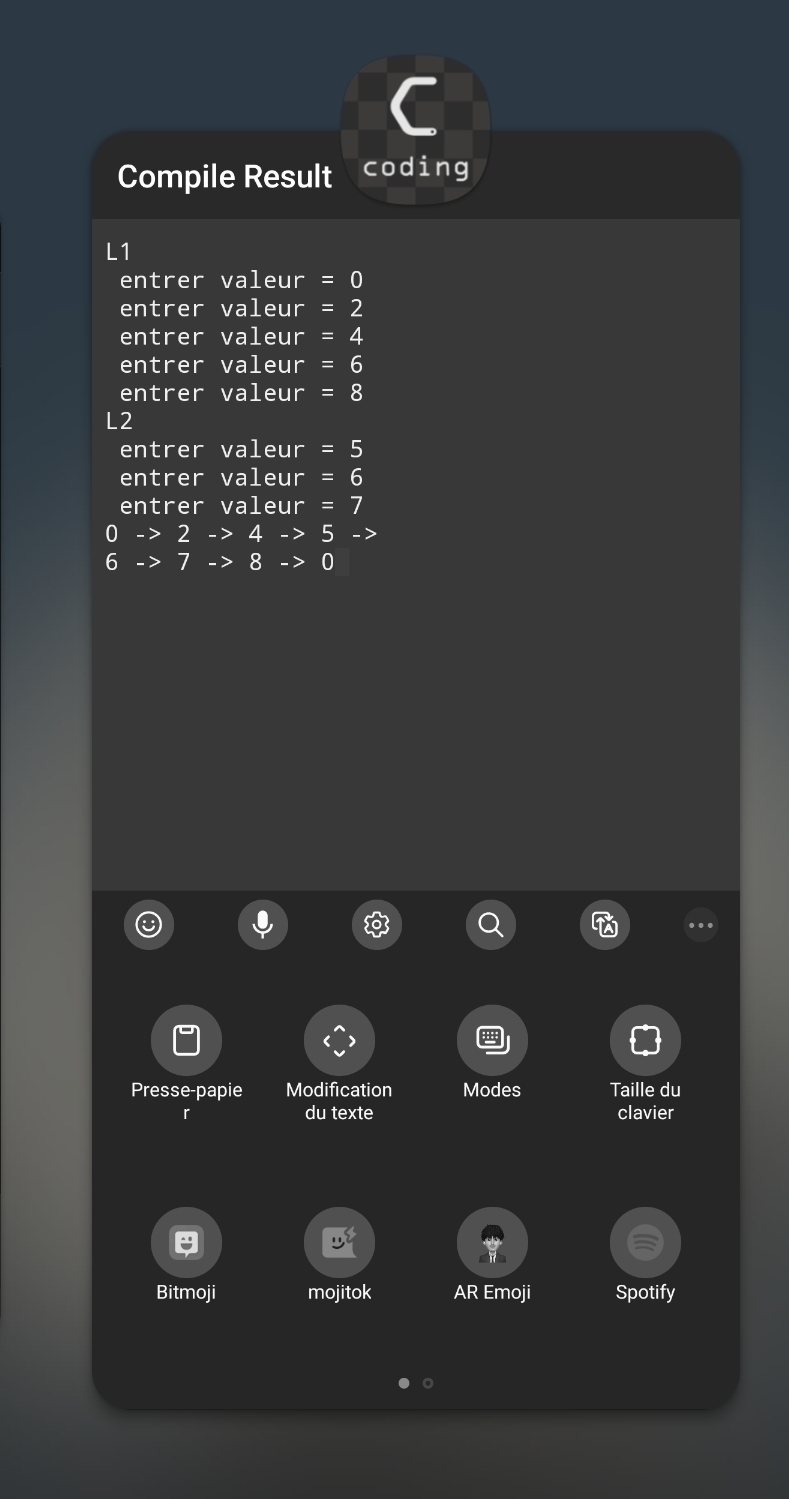 coding
Compile Result
L1
entrer valeur = 0
entrer valeur = 2
entrer valeur = 4
entrer valeur = 6
entrer valeur = 8
L2
entrer valeur = 5
entrer valeur = 6
entrer valeur = 7
0 -> 2 -> 4 -> 5 ->
6 -> 7 -> 8 -> 0
Presse-papie
r
Modification
du texte
Modes
Taille du
clavier
Bitmoji
mojitok
AR Emoji
Spotify